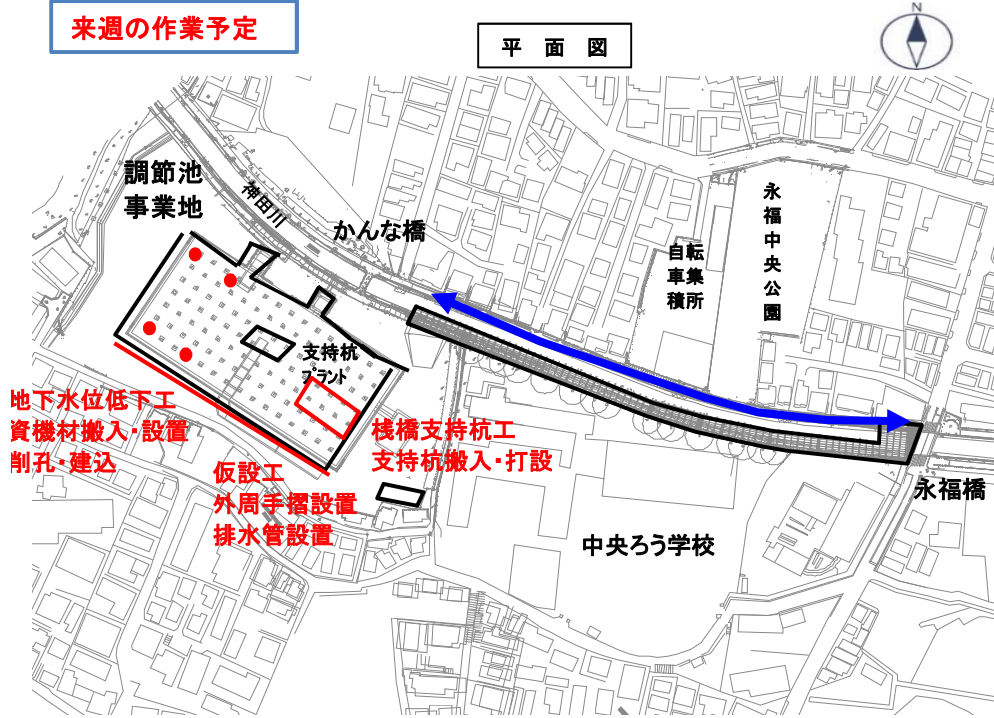 来週の作業予定
平面図
N
調節池
事業地
神田川
かんな橋
自転
車集
積所
永福中央公園
支持杭
プラント
地下水位低下工
資機材搬入・設置
削孔・建込
桟橋支持杭工
支持杭搬入・打設
仮設工
外周手摺設置
排水管設置
永福橋
中央ろう学校